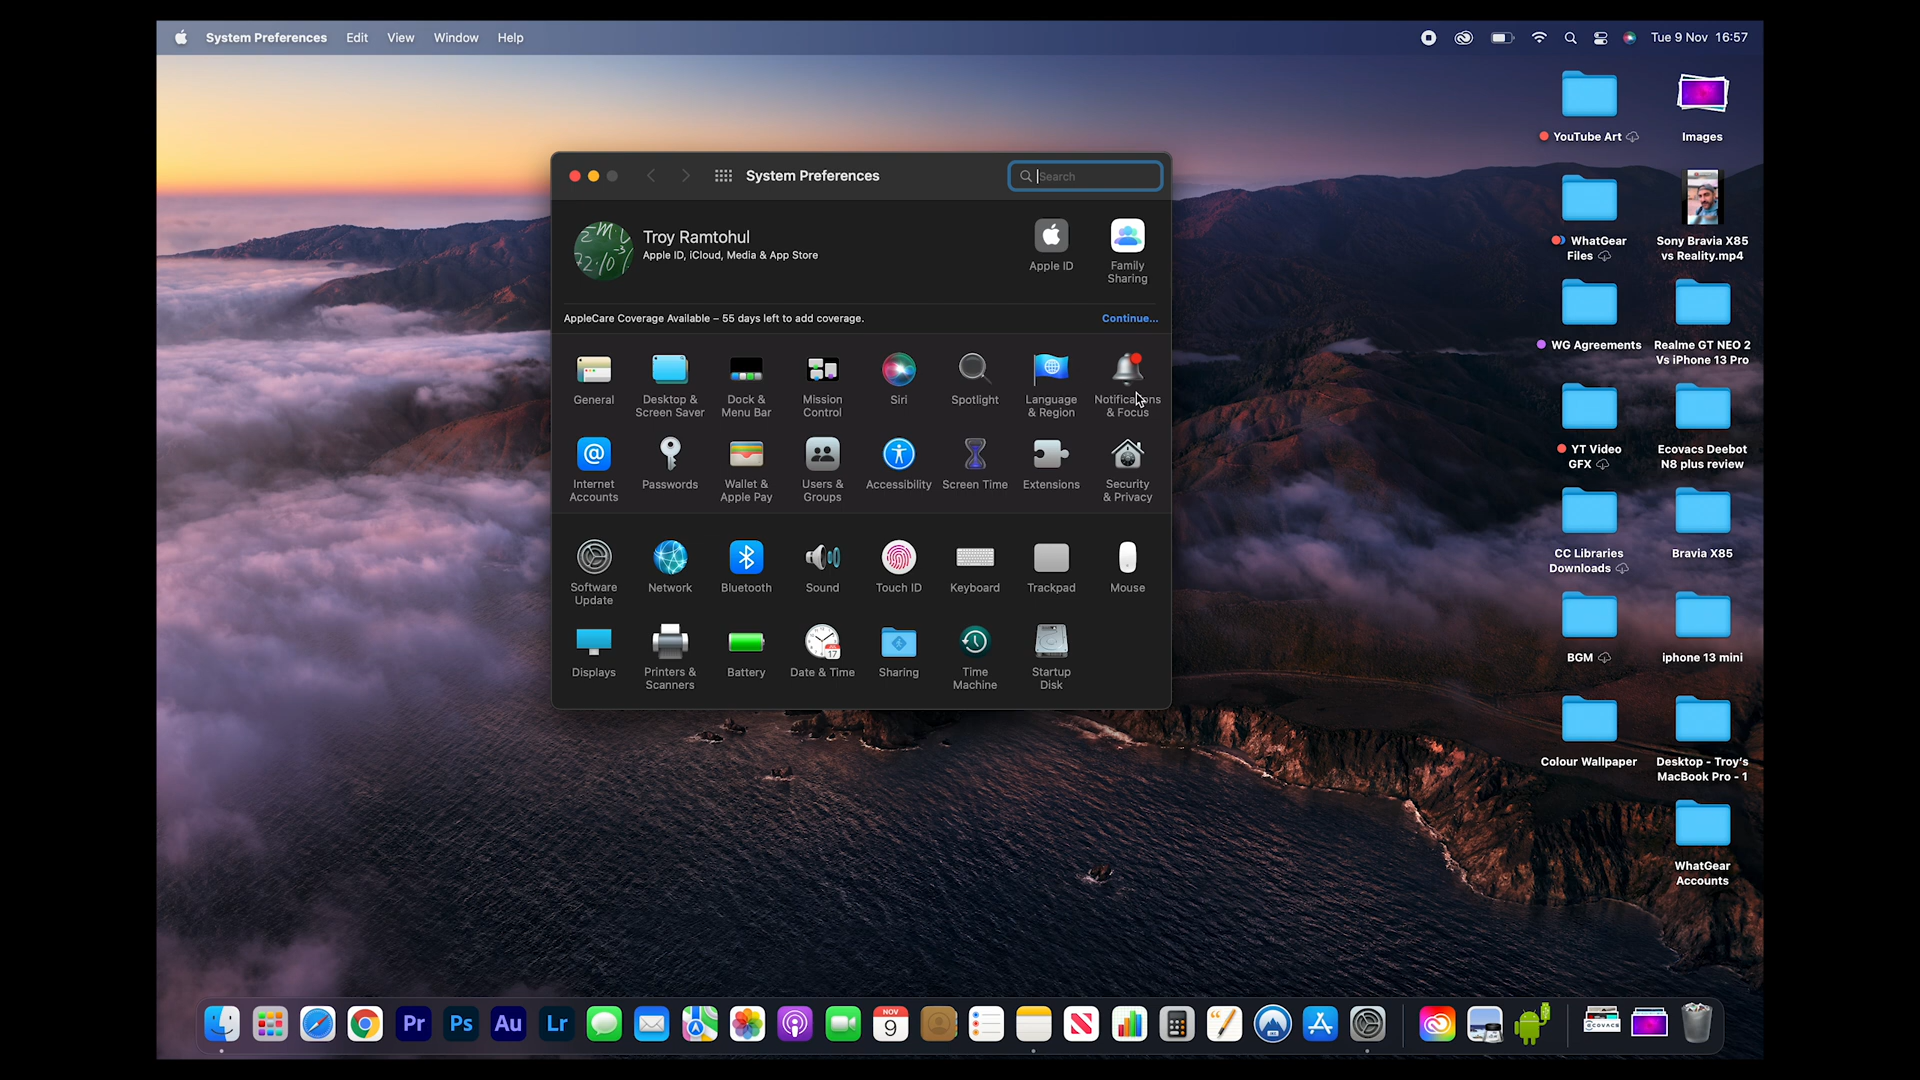 System Preferences Edit View Window Help
Tue 9 Nov 16:57
System Preferences
Search
Troy Ramtohul
Apple ID, iCloud, Media & App Store
Apple ID
Family
Sharing
AppleCare Coverage Available – 55 days left to add coverage.
Continue...
General
Desktop &
Screen Saver
Dock &
Menu Bar
Mission
Control
Siri
Spotlight
Language
& Region
Notifications
& Focus
Internet
Accounts
Passwords
Wallet &
Apple Pay
Users &
Groups
Accessibility
Screen Time
Extensions
Security
& Privacy
Software
Update
Network
Bluetooth
Sound
Touch ID
Keyboard
Trackpad
Mouse
Displays
Printers &
Scanners
Battery
17
Date & Time
Sharing
Time
Machine
Startup
Disk
YouTube Art
Images
WhatGear
Files
Sony Bravia X85
vs Reality.mp4
WG Agreements
Realme GT NEO 2
Vs iPhone 13 Pro
YT Video
GFX
Ecovacs Deebot
N8 plus review
CC Libraries
Downloads
Bravia X85
BGM
iphone 13 mini
Colour Wallpaper
Desktop - Troy's
MacBook Pro - 1
WhatGear
Accounts
Pr
Ps
Au
Lr
NOV
9
ECOVACS